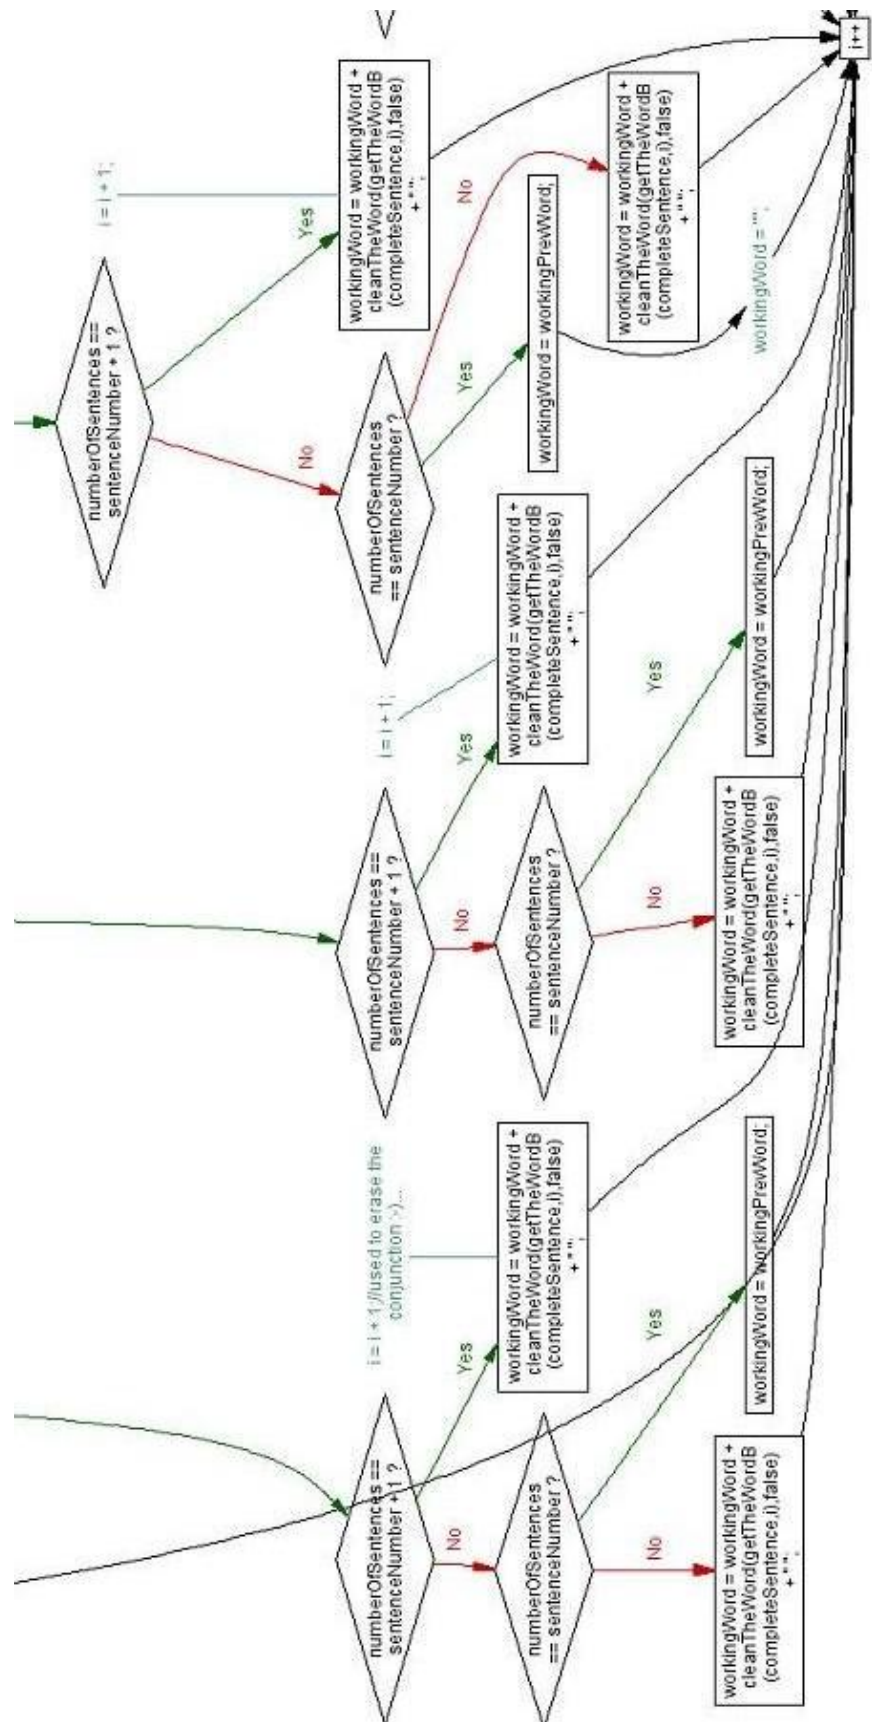 numberOfSentences ==
sentenceNumber + 1 ?
i = i + 1;
No
Yes
numberOfSentences ==
sentenceNumber + 1 ?
i = i + 1;//used to erase the
conjunction :-)...
numberOfSentences ==
sentenceNumber + 1 ?
i = i + 1;
numberOfSentences
== sentenceNumber ?
workingWord = workingWord +
cleanTheWord(getTheWordB
(completeSentence,i),false)
+ " ";
No
Yes
No
Yes
Yes
No
numberOfSentences
== sentenceNumber ?
workingWord = workingWord +
cleanTheWord(getTheWordB
(completeSentence,i),false)
+ " ";
numberOfSentences
== sentenceNumber ?
workingWord = workingWord +
cleanTheWord(getTheWordB
(completeSentence,i),false)
+ " ";
workingWord = workingPrevWord;
No
Yes
No
Yes
workingWord = workingWord +
cleanTheWord(getTheWordB
(completeSentence,i),false)
+ " ";
workingWord = workingWord +
cleanTheWord(getTheWordB
(completeSentence,i),false)
+ " ";
workingWord = workingPrevWord;
workingWord = workingWord +
cleanTheWord(getTheWordB
(completeSentence,i),false)
+ " ";
workingWord = workingPrevWord;
workingWord = "";
i++